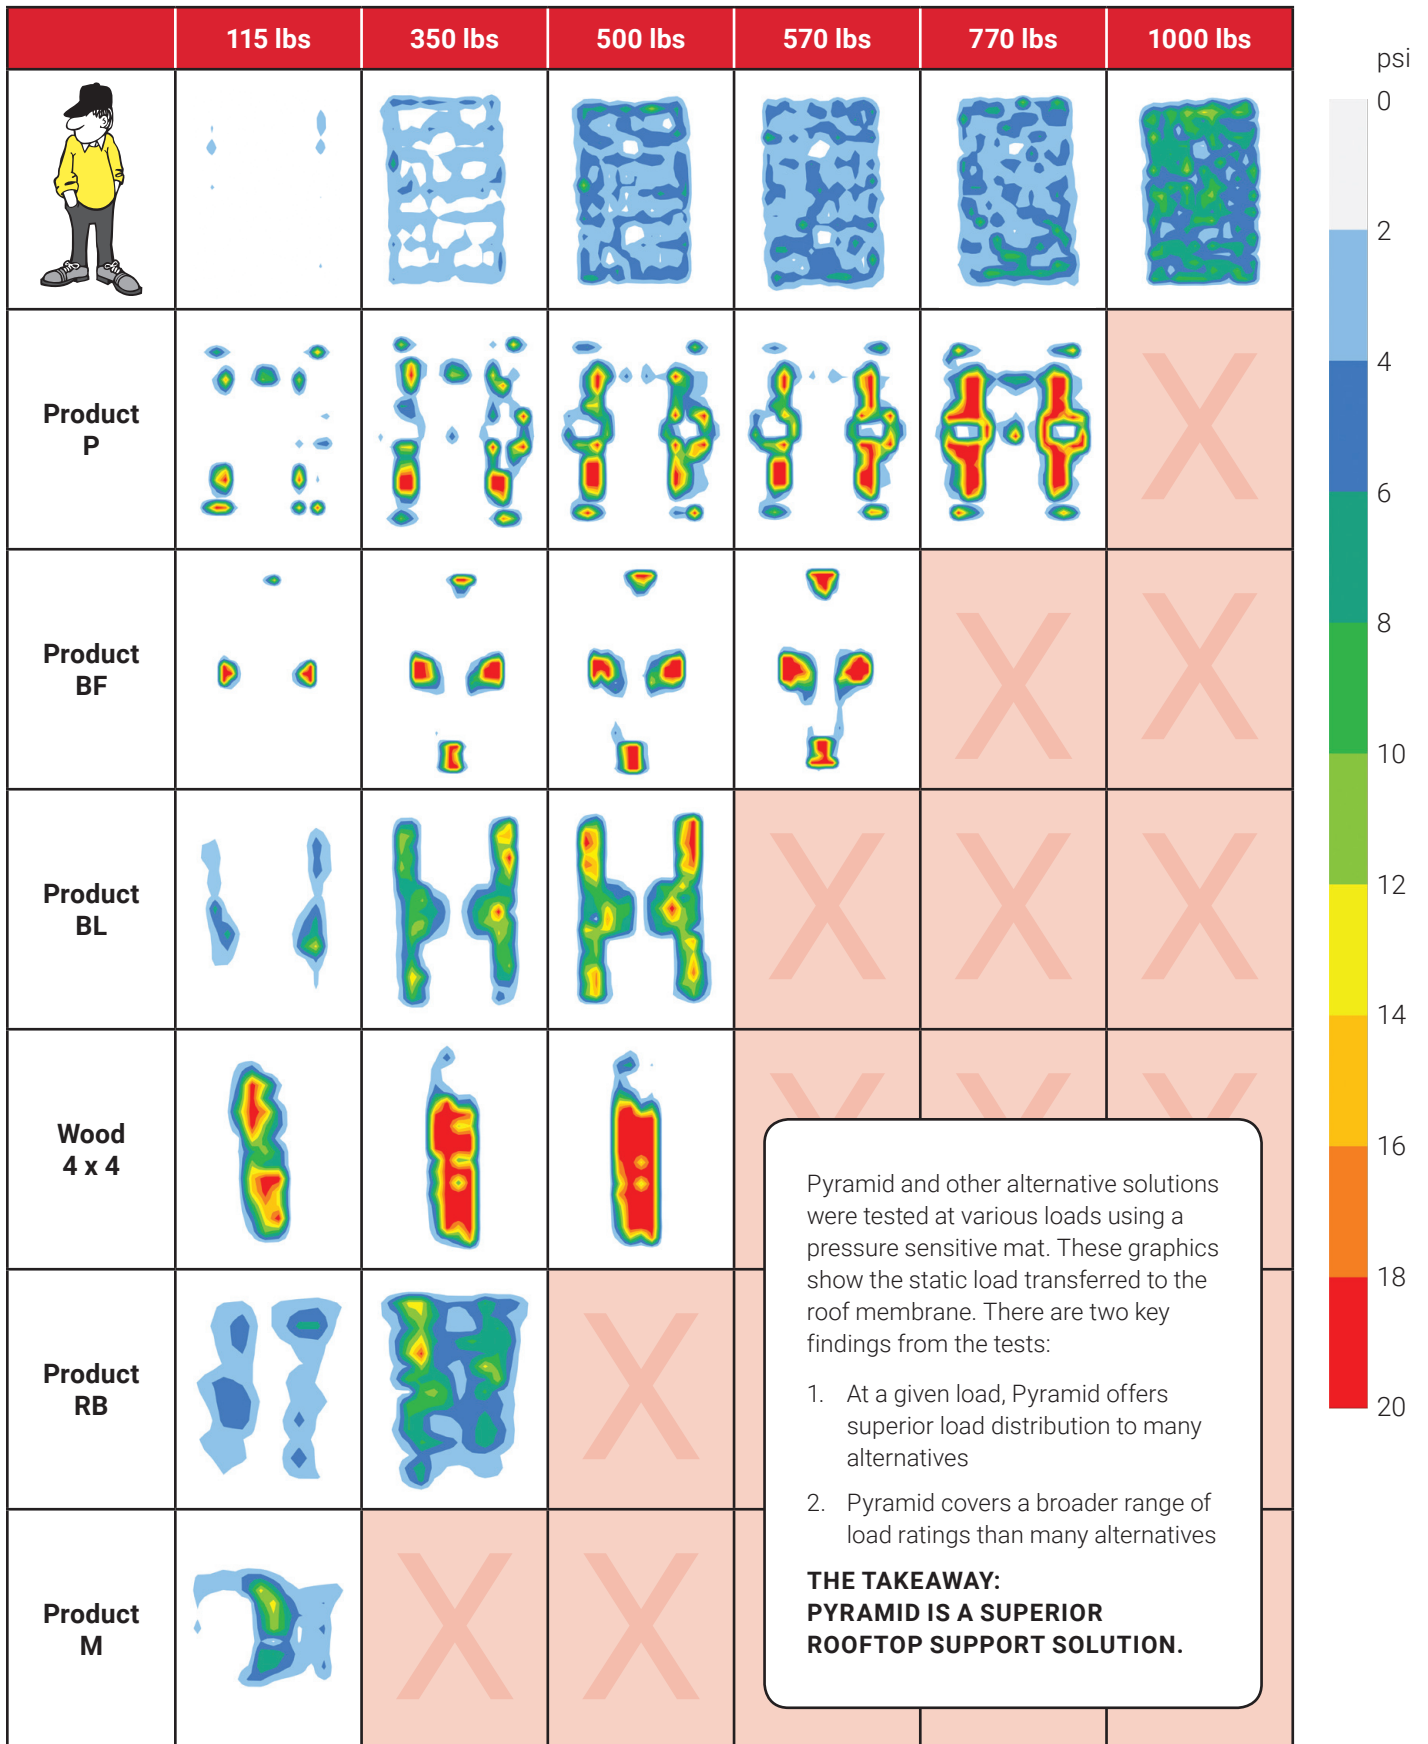 115 lbs 350 lbs 500 lbs 570 lbs 770 lbs 1000 lbs
psi
0
2
4
6
8
10
12
14
16
18
20
Product
P
X
Product
BF
X X
Product
BL
X X X
Wood
4 x 4
X X X
Product
RB
X
Product
M
X X
Pyramid and other alternative solutions
were tested at various loads using a
pressure sensitive mat. These graphics
show the static load transferred to the
roof membrane. There are two key
findings from the tests:
1. At a given load, Pyramid offers
superior load distribution to many
alternatives
2. Pyramid covers a broader range of
load ratings than many alternatives
THE TAKEAWAY:
PYRAMID IS A SUPERIOR
ROOFTOP SUPPORT SOLUTION.